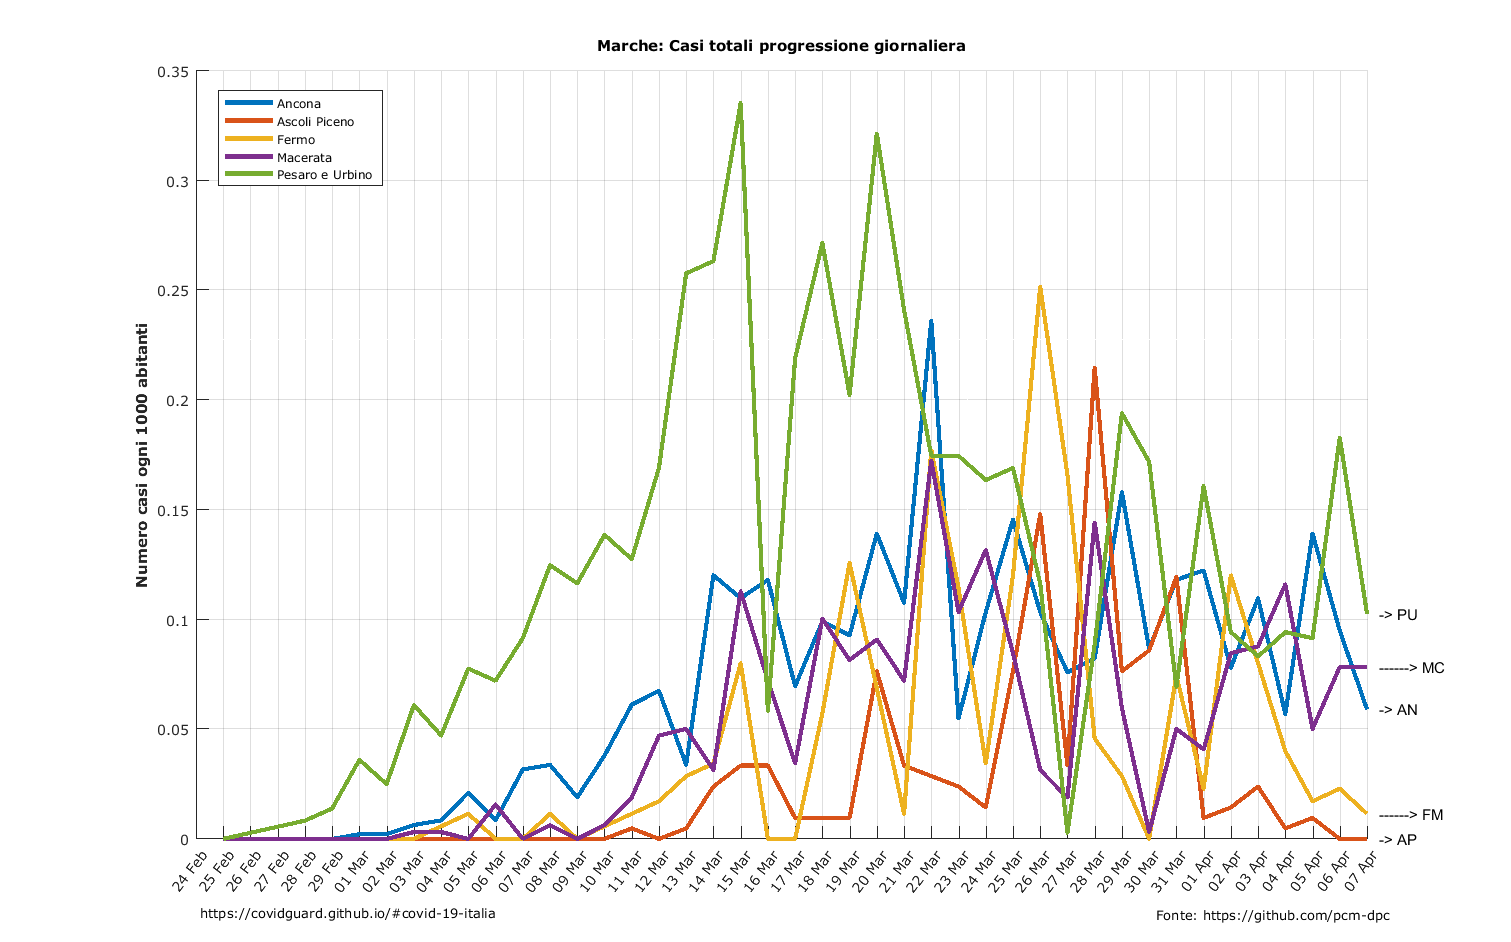 Marche: Casi totali progressione giornaliera
Numero casi ogni 1000 abitanti
0.35
0.3
0.25
0.2
0.15
0.1
0.05
0
Ancona
Ascoli Piceno
Fermo
Macerata
Pesaro e Urbino
-> PU
------> MC
-> AN
------> FM
-> AP
24 Feb
25 Feb
26 Feb
27 Feb
28 Feb
29 Feb
01 Mar
02 Mar
03 Mar
04 Mar
05 Mar
06 Mar
07 Mar
08 Mar
09 Mar
10 Mar
11 Mar
12 Mar
13 Mar
14 Mar
15 Mar
16 Mar
17 Mar
18 Mar
19 Mar
20 Mar
21 Mar
22 Mar
23 Mar
24 Mar
25 Mar
26 Mar
27 Mar
28 Mar
29 Mar
30 Mar
31 Mar
01 Apr
02 Apr
03 Apr
04 Apr
05 Apr
06 Apr
07 Apr
https://covidguard.github.io/#covid-19-italia
Fonte: https://github.com/pcm-dpc